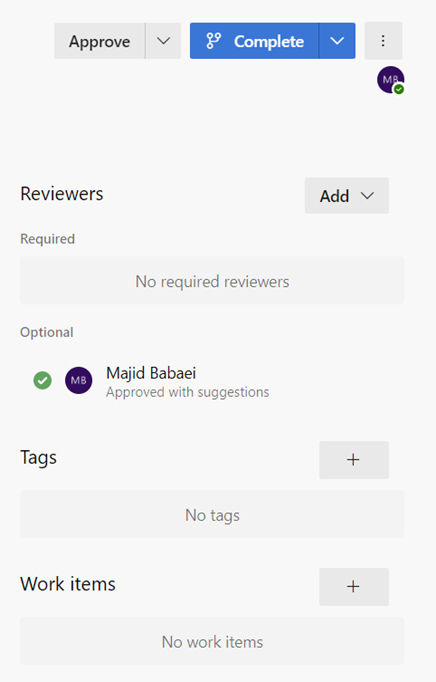 Approve
Complete
MB
Reviewers
Add
Required
No required reviewers
Optional
MB
Majid Babaei
Approved with suggestions
Tags
No tags
Work items
No work items